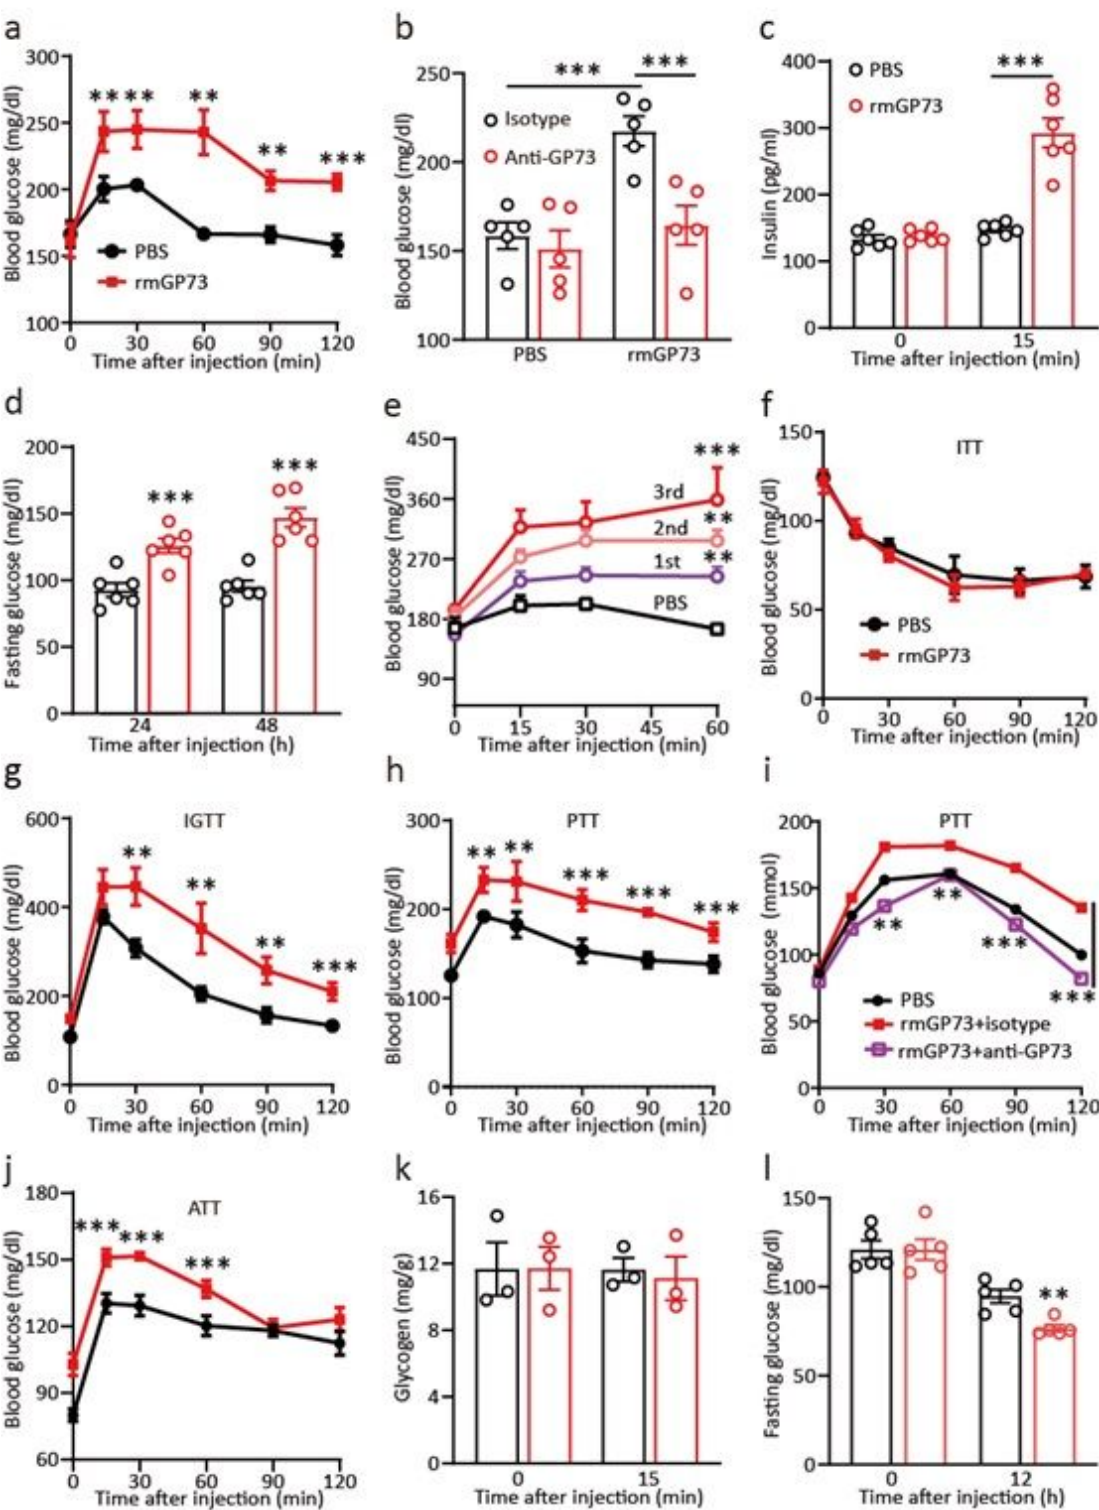 a
300
250
200
150
100
Blood glucose (mg/dl)
** ** ** ** ***
PBS
rmGP73
0 30 60 90 120
Time after injection (min)
b
250
200
150
100
Blood glucose (mg/dl)
*** ***
Isotype
Anti-GP73
PBS rmGP73
c
400
300
200
100
0
Insulin (pg/ml)
PBS
rmGP73
***
0 15
Time after injection (min)
d
200
150
100
50
0
Fasting glucose (mg/dl)
*** ***
24 48
Time after injection (h)
e
450
360
270
180
90
Blood glucose (mg/dl)
***
3rd
**
2nd
**
1st
PBS
0 15 30 45 60
Time after injection (min)
f
150
100
50
0
Blood glucose (mg/dl)
ITT
PBS
rmGP73
0 30 60 90 120
Time after injection (min)
g
600
400
200
0
Blood glucose (mg/dl)
IGTT
** ** ** ***
0 30 60 90 120
Time afte injection (min)
h
300
200
100
0
Blood glucose (mg/dl)
PTT
** ** *** *** ***
0 30 60 90 120
Time after injection (min)
i
200
150
100
50
0
Blood glucose (mmol)
PTT
** ** *** ***
PBS
rmGP73+isotype
rmGP73+anti-GP73
0 30 60 90 120
Time after injection (min)
j
180
150
120
90
60
Blood glucose (mg/dl)
ATT
*** *** ***
0 30 60 90 120
Time after injection (min)
k
16
12
8
4
0
Glycogen (mg/g)
0 15
Time after injection (min)
l
150
100
50
0
Fasting glucose (mg/dl)
**
0 12
Time after injection (h)